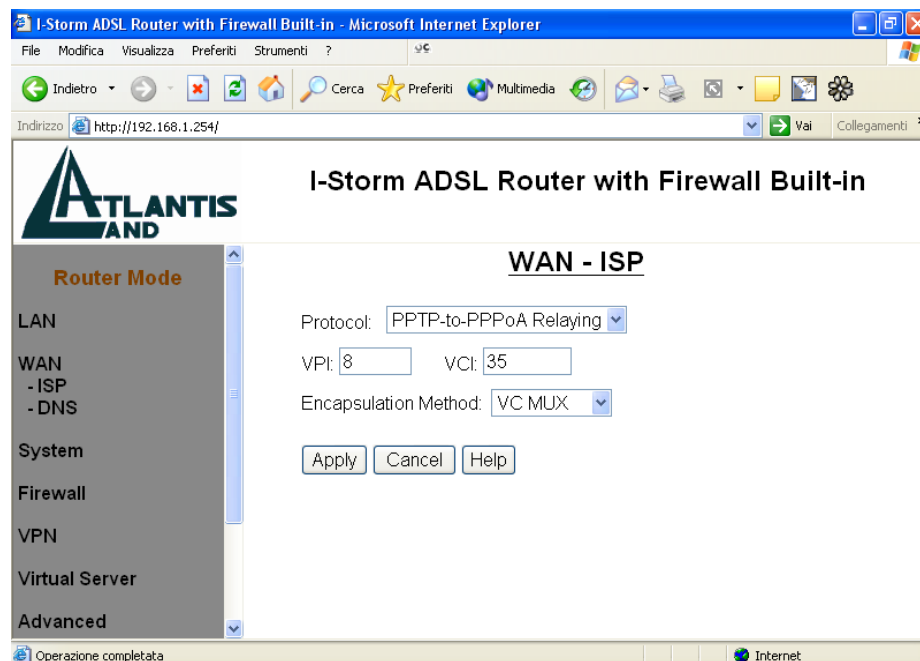 I-Storm ADSL Router with Firewall Built-in - Microsoft Internet Explorer
File Modifica Visualizza Preferiti Strumenti ?
Indietro Cerca Preferiti Multimedia
Indirizzo http://192.168.1.254/ Vai Collegamenti
ATLANTIS
LAND
I-Storm ADSL Router with Firewall Built-in
Router Mode
LAN
WAN
- ISP
- DNS
System
Firewall
VPN
Virtual Server
Advanced
WAN - ISP
Protocol: PPTP-to-PPPoA Relaying
VPI: 8 VCI: 35
Encapsulation Method: VC MUX
Apply Cancel Help
Operazione completata Internet